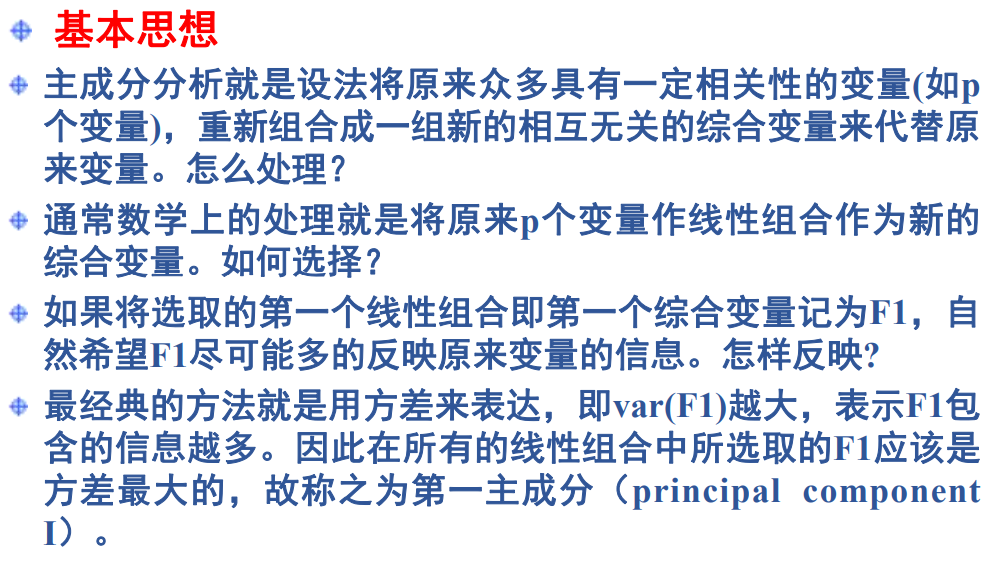 基本思想
主成分分析就是设法将原来众多具有一定相关性的变量(如p
个变量)，重新组合成一组新的相互无关的综合变量来代替原
来变量。怎么处理？
通常数学上的处理就是将原来p个变量作线性组合作为新的
综合变量。如何选择？
如果将选取的第一个线性组合即第一个综合变量记为F1，自
然希望F1尽可能多的反映原来变量的信息。怎样反映?
最经典的方法就是用方差来表达，即var(F1)越大，表示F1包
含的信息越多。因此在所有的线性组合中所选取的F1应该是
方差最大的，故称之为第一主成分（principal component
I）。